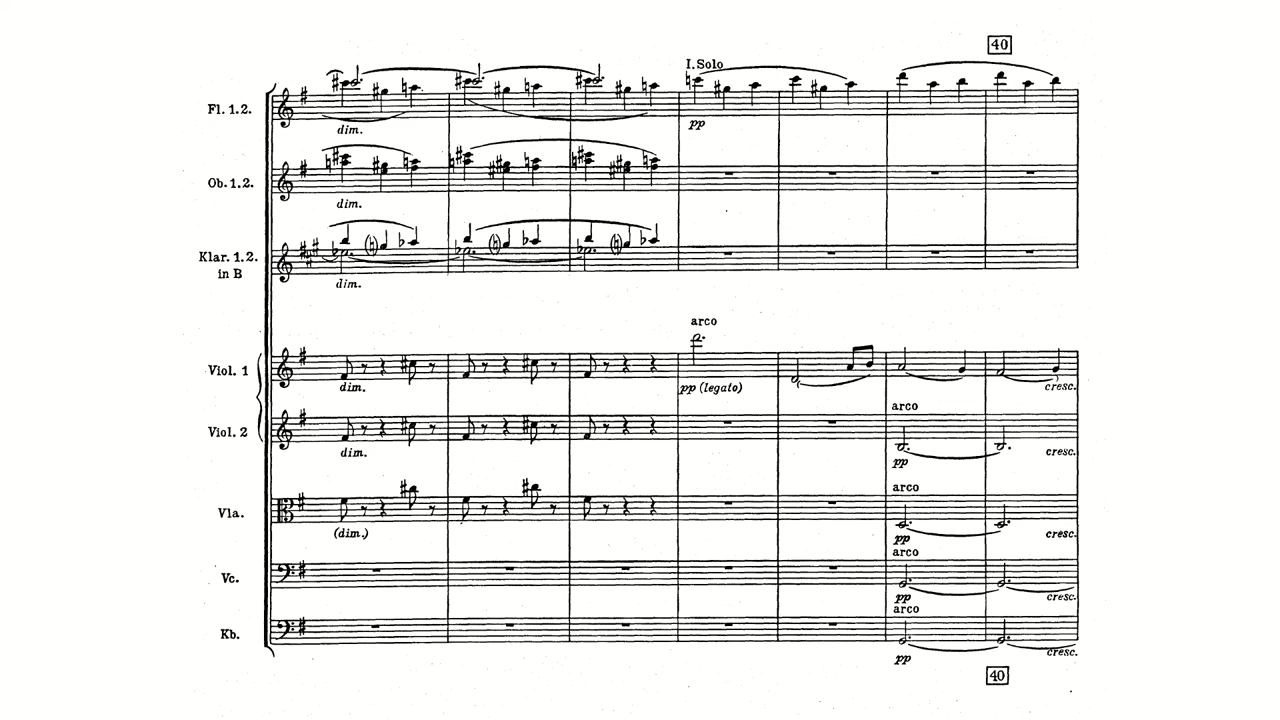 40
I. Solo
Fl. 1.2.
dim.
pp
Ob. 1.2.
dim.
Klar. 1.2.
in B
dim.
arco
Viol. 1
dim.
pp (legato)
cresc.
arco
Viol. 2
dim.
pp
cresc.
arco
Vla.
(dim.)
pp
cresc.
arco
Vc.
pp
cresc.
arco
Kb.
pp
cresc.
40